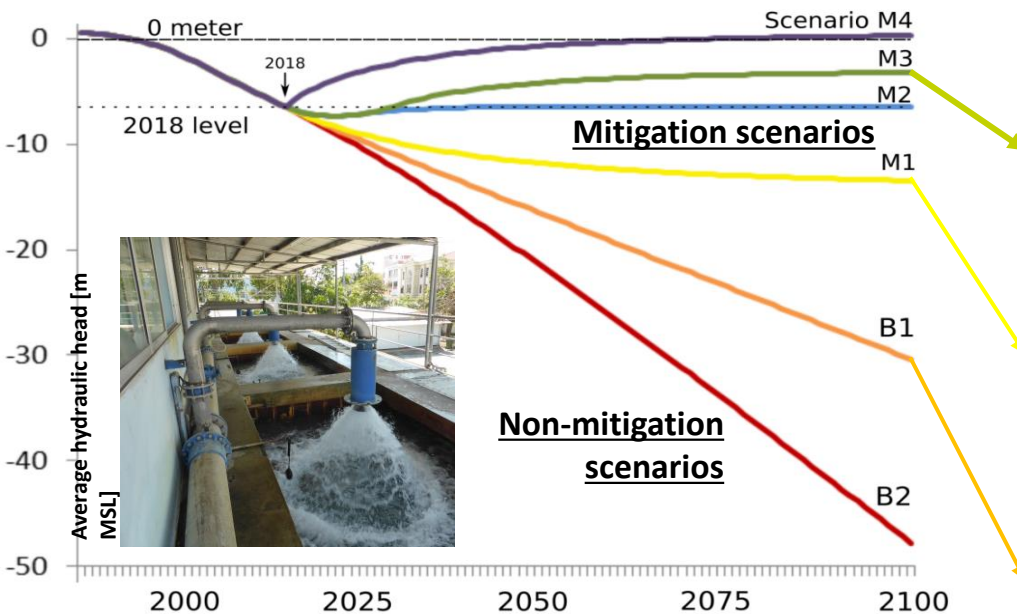 0 meter
Scenario M4
M3
M2
2018
2018 level
Mitigation scenarios
M1
B1
Non-mitigation
scenarios
B2
Average hydraulic head [m
MSL]
0
-10
-20
-30
-40
-50
2000
2025
2050
2075
2100